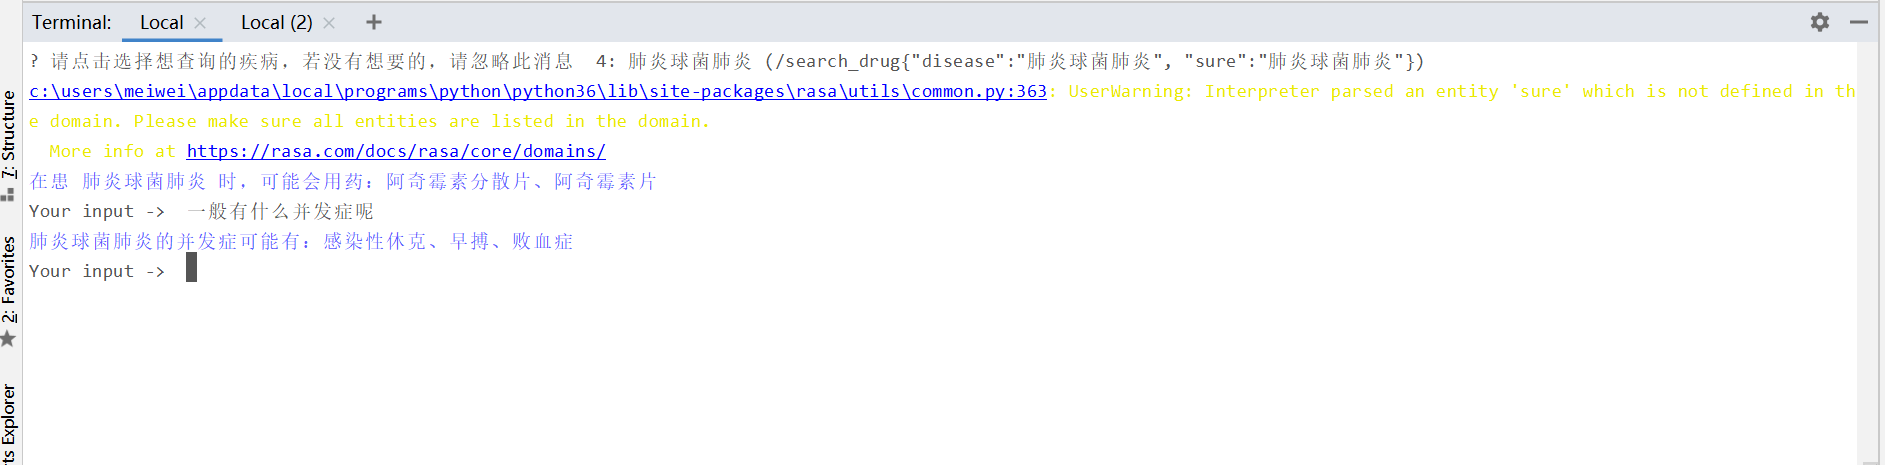 Terminal: Local × Local (2) × +
? 请点击选择想查询的疾病，若没有想要的，请忽略此消息  4: 肺炎球菌肺炎 (/search_drug{"disease":"肺炎球菌肺炎", "sure":"肺炎球菌肺炎"})
c:\users\meiwei\appdata\local\programs\python\python36\lib\site-packages\rasa\utils\common.py:363: UserWarning: Interpreter parsed an entity 'sure' which is not defined in th
e domain. Please make sure all entities are listed in the domain.
  More info at https://rasa.com/docs/rasa/core/domains/
在患 肺炎球菌肺炎 时，可能会用药：阿奇霉素分散片、阿奇霉素片
Your input ->  一般有什么并发症呢
肺炎球菌肺炎的并发症可能有：感染性休克、早搏、败血症
Your input ->
7: Structure
2: Favorites
ts Explorer